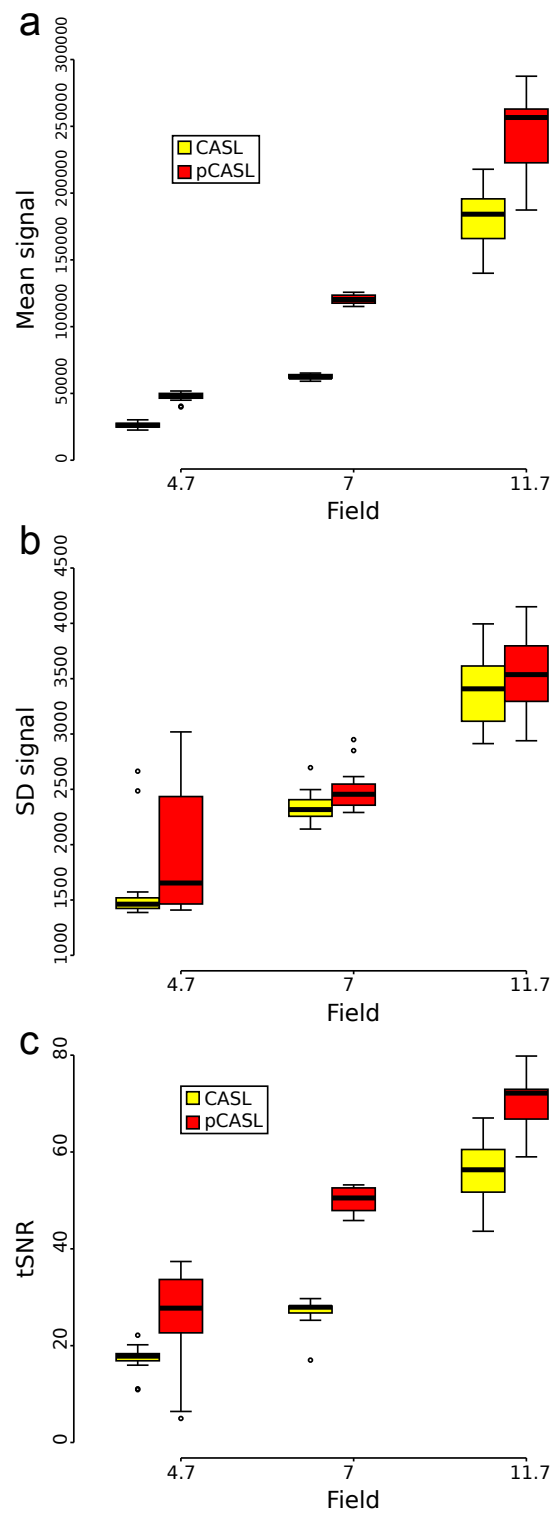 a
300000
250000
200000
150000
100000
50000
0
Mean signal
CASL
pCASL
4.7 7 11.7
Field
b
4500
4000
3500
3000
2500
2000
1500
1000
SD signal
4.7 7 11.7
Field
c
80
60
40
20
0
tSNR
CASL
pCASL
4.7 7 11.7
Field